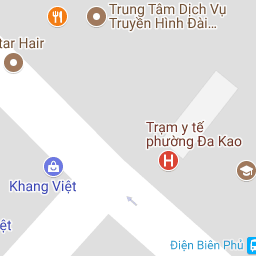 Trung Tâm Dịch Vụ
Truyền Hình Đài...
tar Hair
Trạm y tế
phường Đa Kao
H
Khang Việt
ệt
Điện Biên Phủ